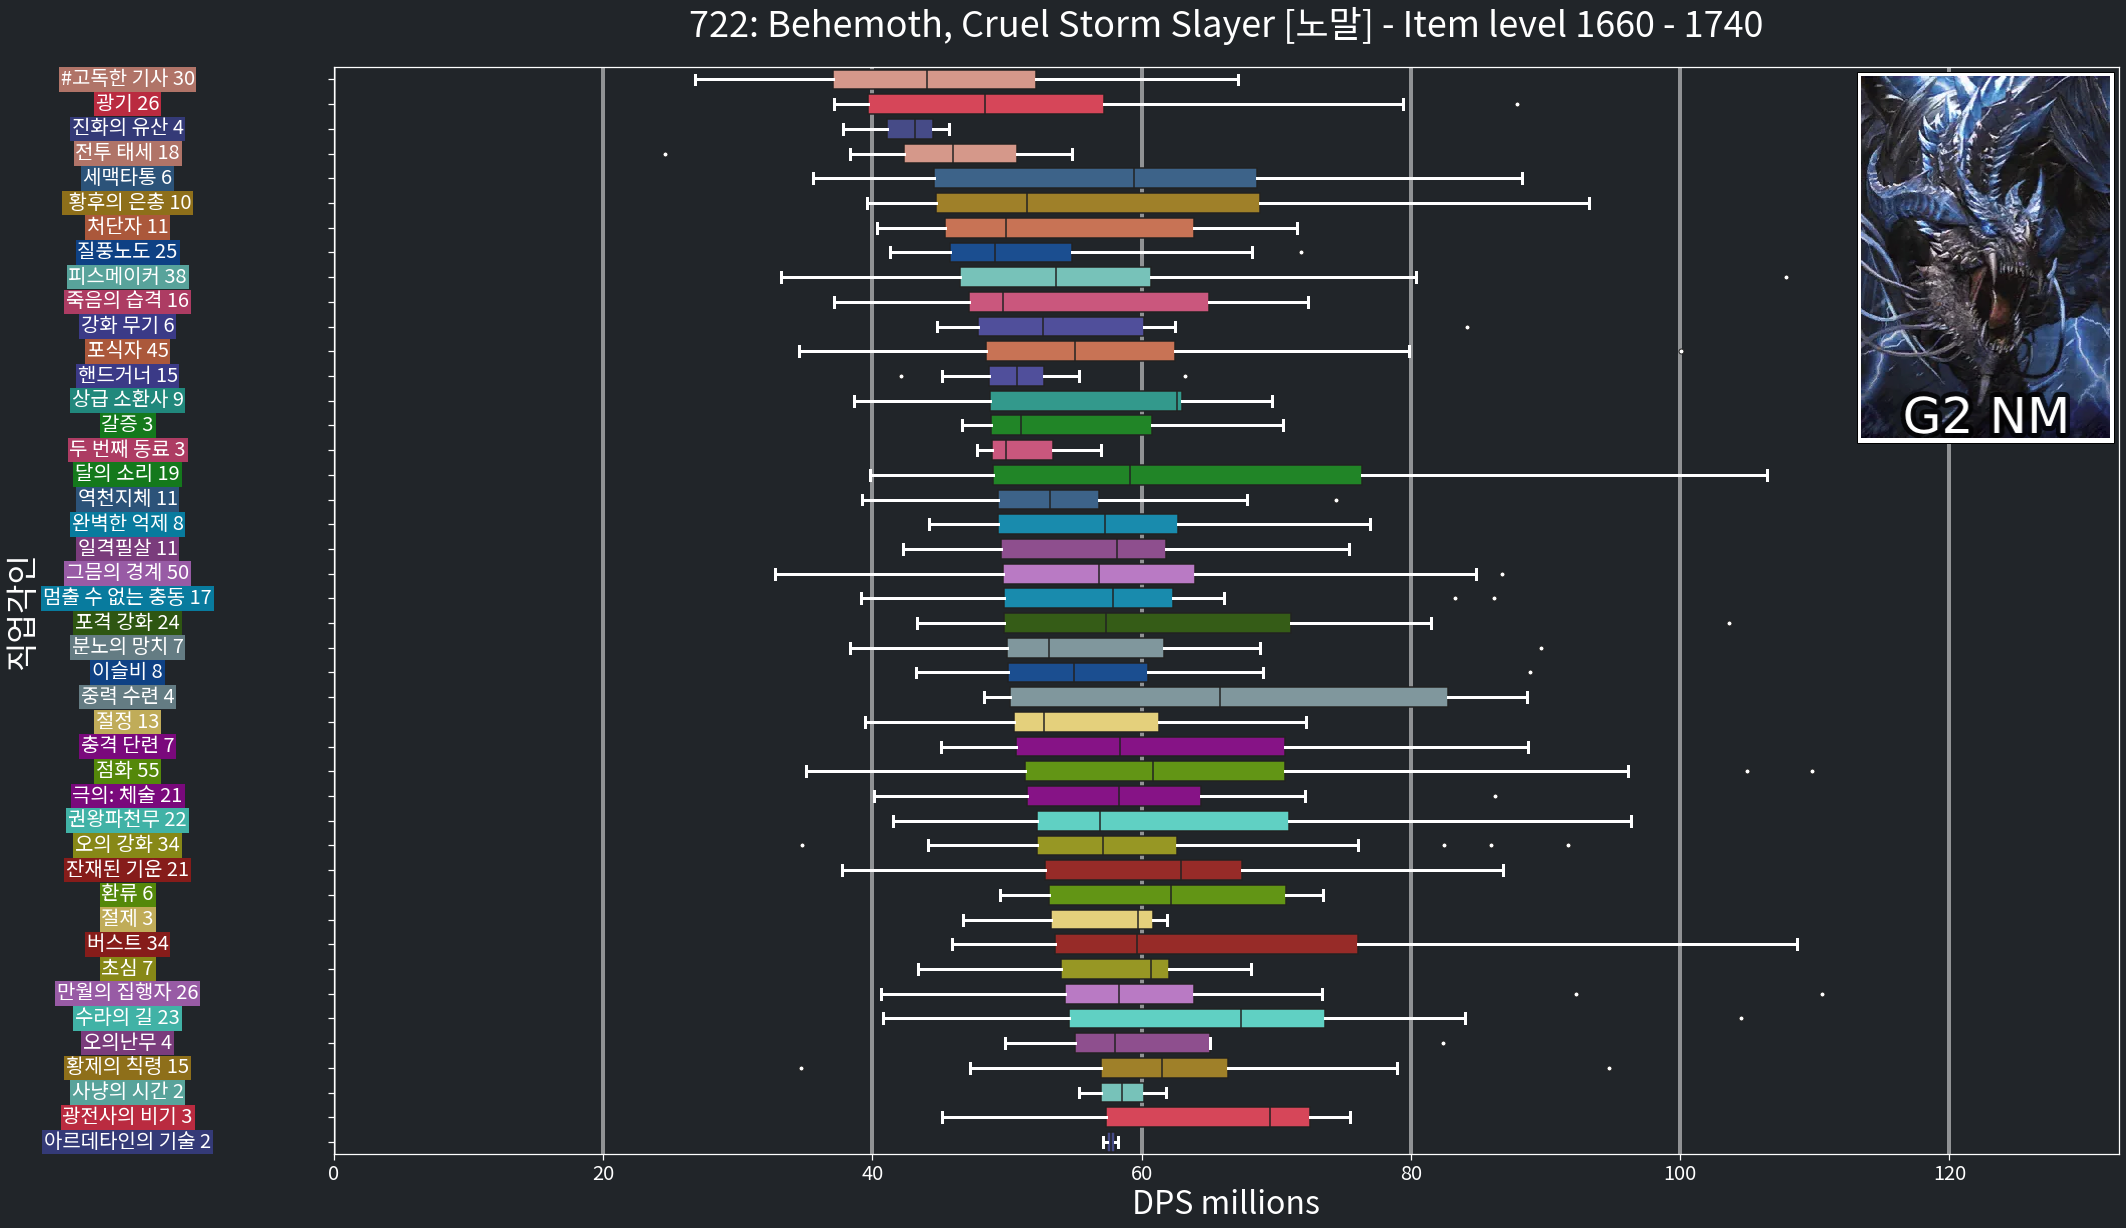 722: Behemoth, Cruel Storm Slayer [노말] - Item level 1660 - 1740
#고독한 기사 30
광기 26
진화의 유산 4
전투 태세 18
세맥타통 6
황후의 은총 10
처단자 11
질풍노도 25
피스메이커 38
죽음의 습격 16
강화 무기 6
포식자 45
핸드거너 15
상급 소환사 9
갈증 3
두 번째 동료 3
달의 소리 19
역천지체 11
완벽한 억제 8
일격필살 11
그믐의 경계 50
멈출 수 없는 충동 17
포격 강화 24
분노의 망치 7
이슬비 8
중력 수련 4
절정 13
충격 단련 7
점화 55
극의: 체술 21
권왕파천무 22
오의 강화 34
잔재된 기운 21
환류 6
절제 3
버스트 34
초심 7
만월의 집행자 26
수라의 길 23
오의난무 4
황제의 칙령 15
사냥의 시간 2
광전사의 비기 3
아르데타인의 기술 2
직업각인
G2 NM
0 20 40 60 80 100 120
DPS millions